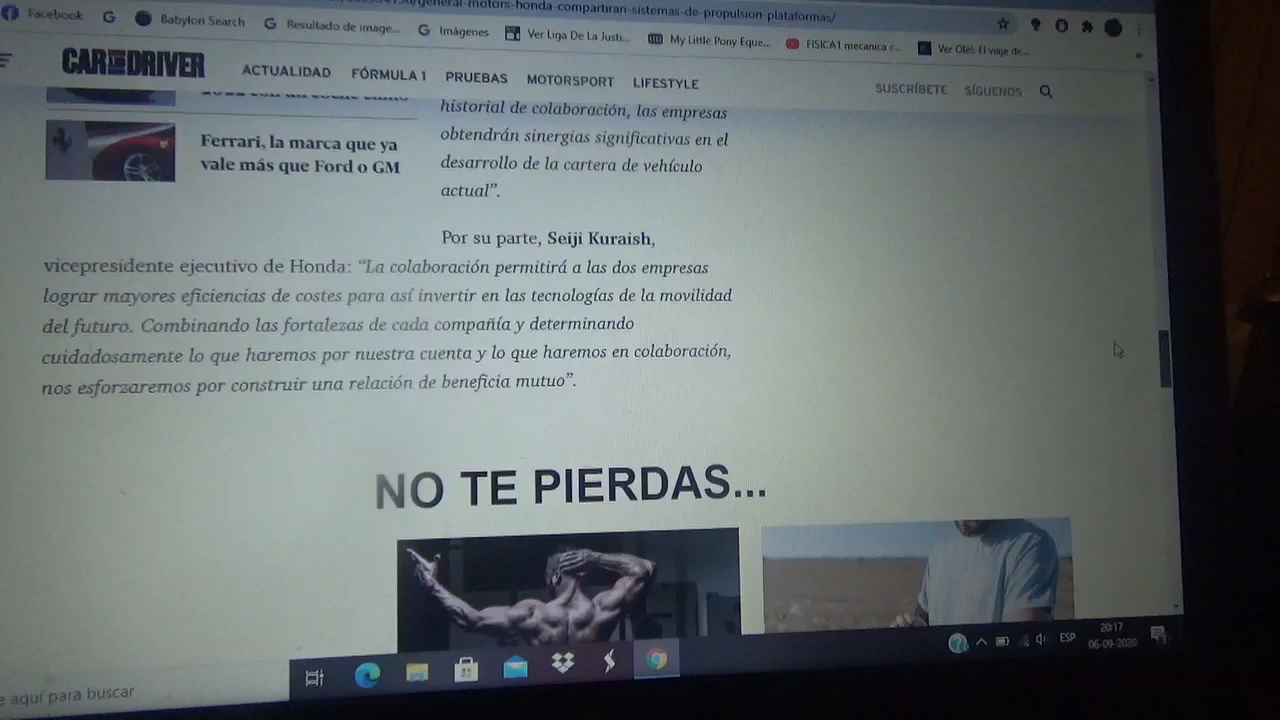 general-motors-honda-compartiran-sistemas-de-propulsion-plataformas/
Facebook
Babylon Search
Resultado de image...
Imágenes
Ver Liga De La Justi...
My Little Pony Eque...
FISICA1 mecanica c...
Ver Olé!: El viaje de...
CAR AND DRIVER
ACTUALIDAD
FÓRMULA 1
PRUEBAS
MOTORSPORT
LIFESTYLE
SUSCRÍBETE
SÍGUENOS
Ferrari, la marca que ya
vale más que Ford o GM
historial de colaboración, las empresas
obtendrán sinergias significativas en el
desarrollo de la cartera de vehículo
actual”.
Por su parte, Seiji Kuraish,
vicepresidente ejecutivo de Honda: “La colaboración permitirá a las dos empresas
lograr mayores eficiencias de costes para así invertir en las tecnologías de la movilidad
del futuro. Combinando las fortalezas de cada compañía y determinando
cuidadosamente lo que haremos por nuestra cuenta y lo que haremos en colaboración,
nos esforzaremos por construir una relación de beneficia mutuo”.
NO TE PIERDAS...
e aquí para buscar
ESP
20:17
06-09-2020